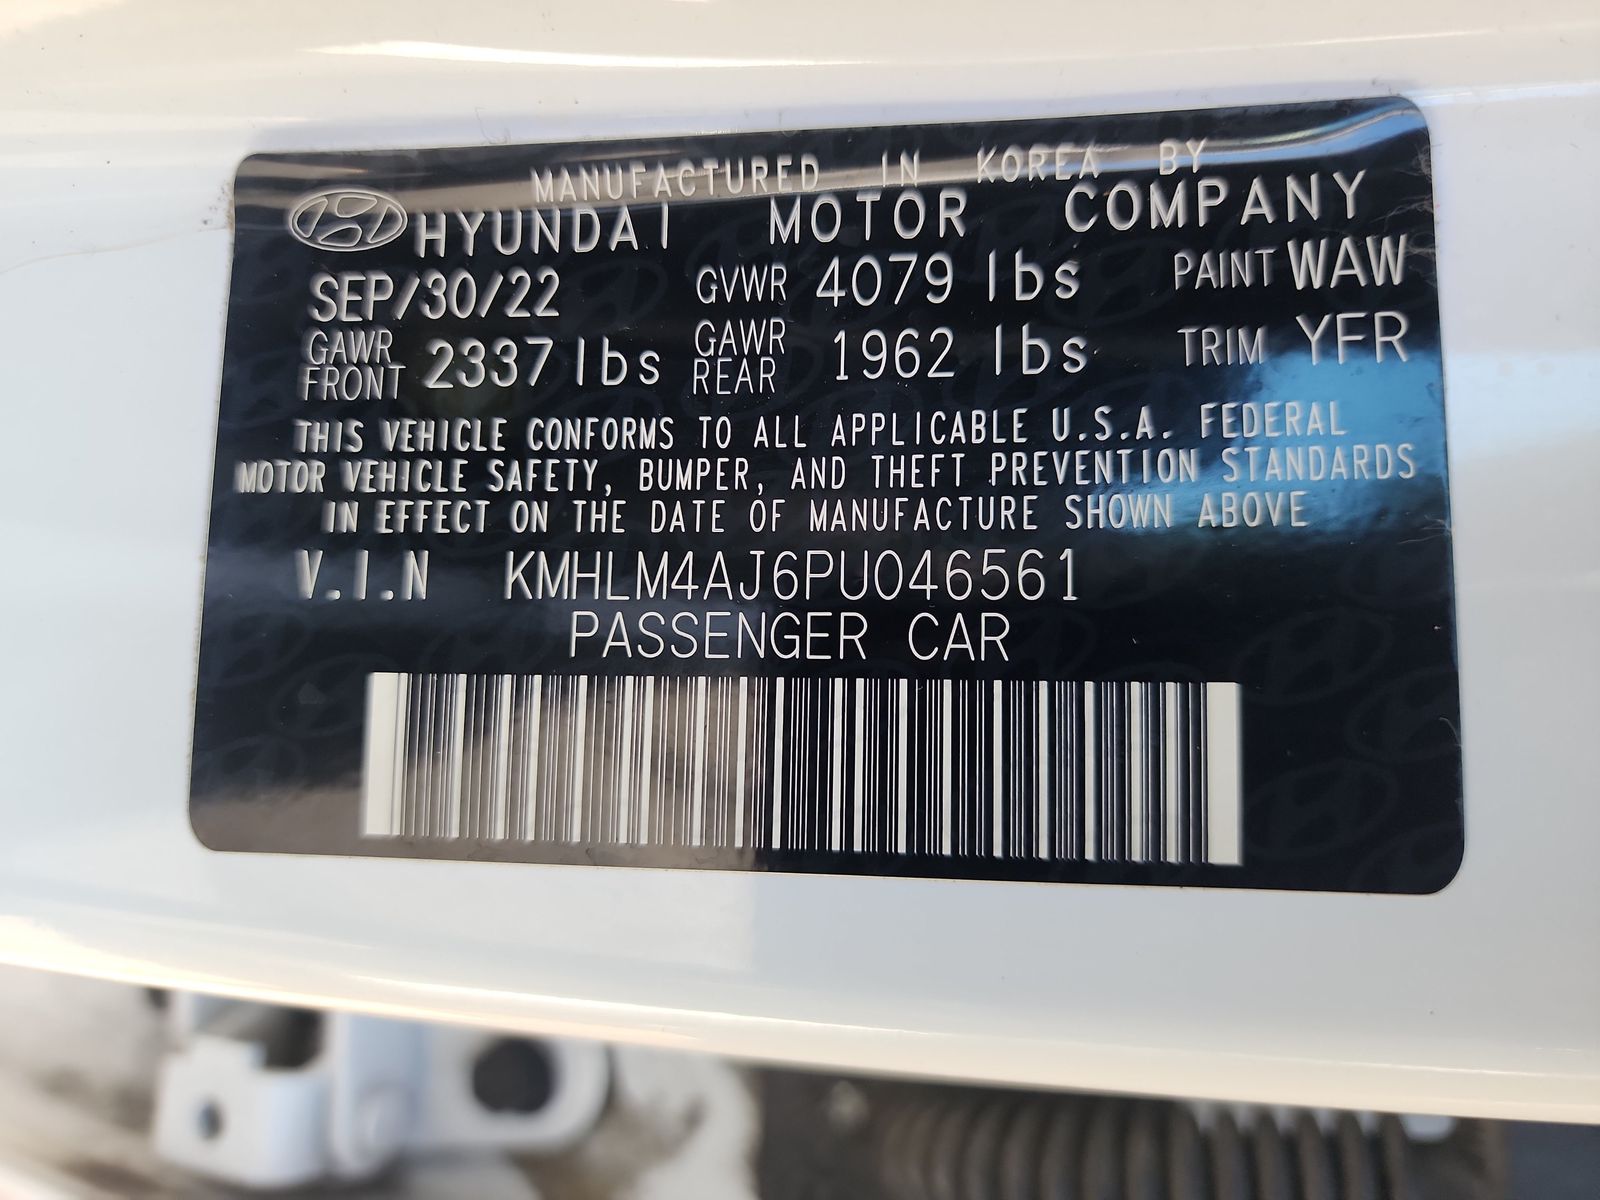 MANUFACTURED IN KOREA BY
HYUNDAI MOTOR COMPANY
SEP/30/22 GVWR 4079 lbs PAINT WAW
GAWR FRONT 2337 lbs GAWR REAR 1962 lbs TRIM YFR
THIS VEHICLE CONFORMS TO ALL APPLICABLE U.S.A. FEDERAL
MOTOR VEHICLE SAFETY, BUMPER, AND THEFT PREVENTION STANDARDS
IN EFFECT ON THE DATE OF MANUFACTURE SHOWN ABOVE
V.I.N KMHLM4AJ6PU046561
PASSENGER CAR